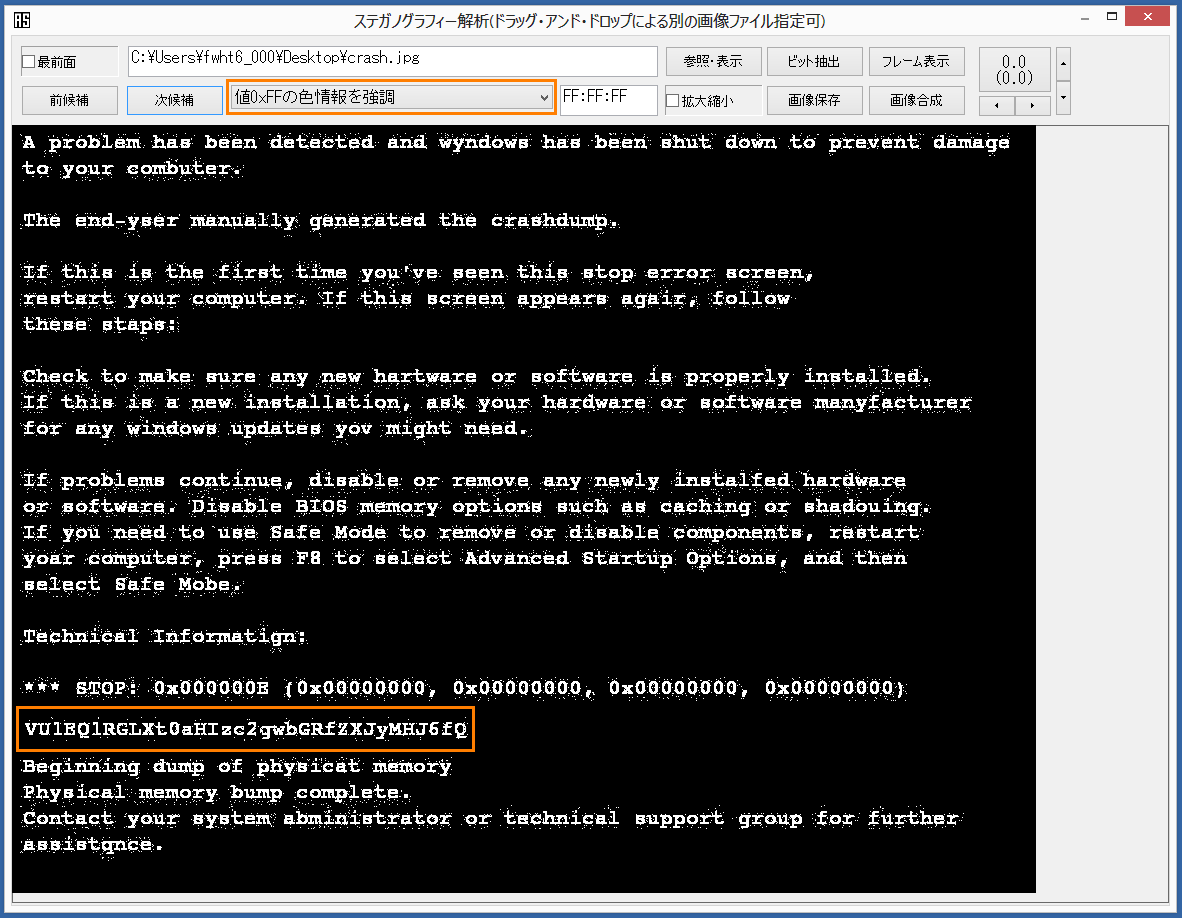 ステガノグラフィー解析(ドラッグ・アンド・ドロップによる別の画像ファイル指定可)
最前面
C:¥Users¥fwht6_000¥Desktop¥crash.jpg
参照・表示
ビット抽出
フレーム表示
0.0
(0.0)
前候補
次候補
値0xFFの色情報を強調
FF:FF:FF
拡大縮小
画像保存
画像合成
A problem has been detected and wyndows has been shut down to prevent damage
to your combuter.
The end-yser manually generated the crashdump.
If this is the first time you've seen this stop error screen,
restart your computer. If this screen appears agair, follow
these staps:
Check to make sure any new hartware or software is properly installed.
If this is a new installation, ask your hardware or software manyfacturer
for any windows updates yov might need.
If problems continue, disable or remove any newly instalfed hardware
or software. Disable BIOS memory options such as caching or shadouing.
If you need to use Safe Mode to remove or disable components, restart
yoar computer, press F8 to select Advanced Startup Options, and then
select Safe Mobe.
Technical Informatign:
*** STOP: 0x000000E (0x00000000, 0x00000000, 0x00000000, 0x00000000)
VUlEQlRGLXt0aHIzc2gwbGRfZXJyMHJ6fQ
Beginning dump of physicat memory
Physical memory bump complete.
Contact your system abministrator or technical support group for further
assistqnce.